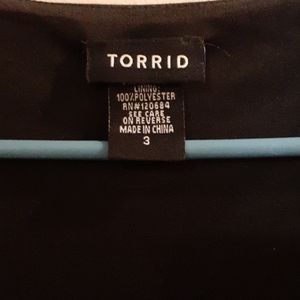 TORRID
LINING:
100%POLYESTER
RN#120684
SEE CARE
ON REVERSE
MADE IN CHINA
3